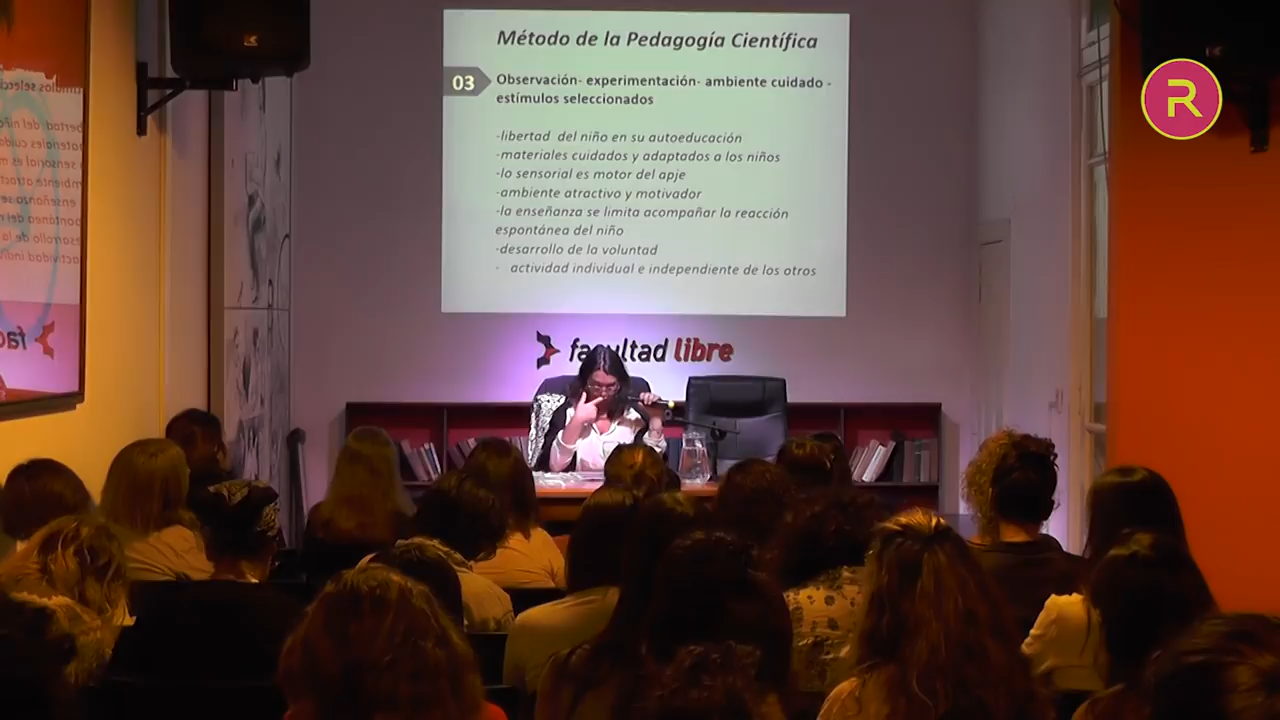 Método de la Pedagogía Científica
03
Observación- experimentación- ambiente cuidado -
estímulos seleccionados
-libertad del niño en su autoeducación
-materiales cuidados y adaptados a los niños
-lo sensorial es motor del apje
-ambiente atractivo y motivador
-la enseñanza se limita acompañar la reacción
espontánea del niño
-desarrollo de la voluntad
- actividad individual e independiente de los otros
facultad libre
R